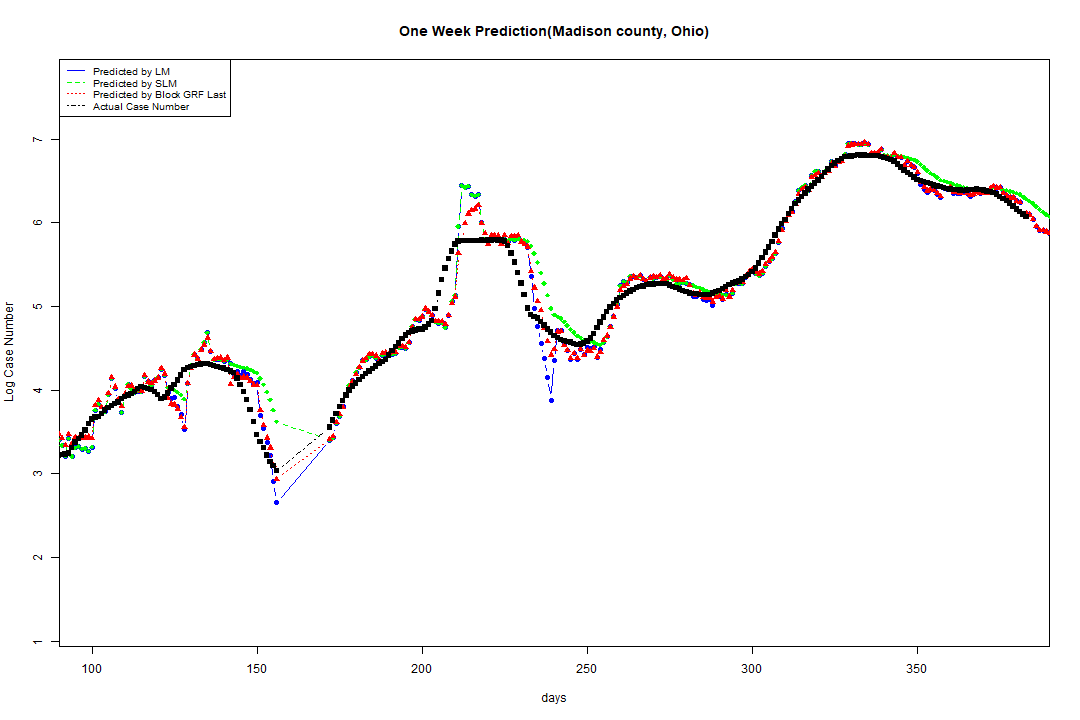 One Week Prediction(Madison county, Ohio)
Predicted by LM
Predicted by SLM
Predicted by Block GRF Last
Actual Case Number
Log Case Number
7
6
5
4
3
2
1
100 150 200 250 300 350
days